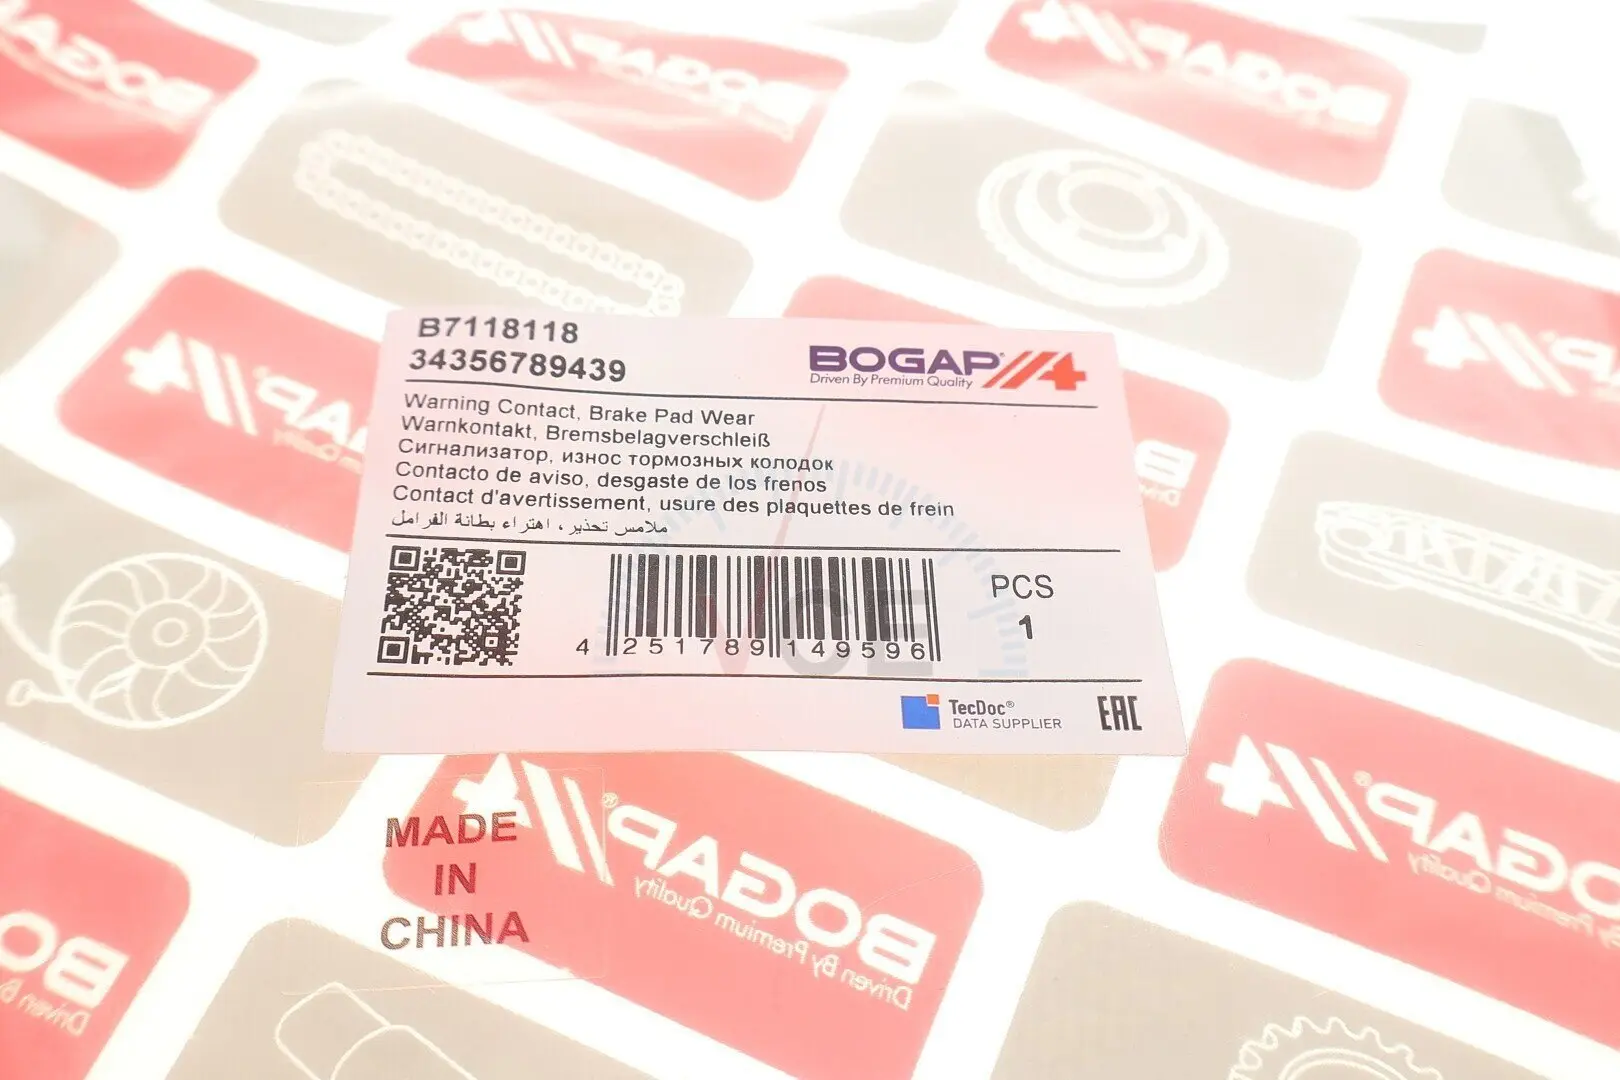 B7118118
34356789439
BOGAP
Driven By Premium Quality
Warning Contact, Brake Pad Wear
Warnkontakt, Bremsbelagverschleiß
Сигнализатор, износ тормозных колодок
Contacto de aviso, desgaste de los frenos
Contact d'avertissement, usure des plaquettes de frein
ملامس تحذير، اهتراء بطانة الفرامل
4 251789 149596
PCS
1
VCE
TecDoc®
DATA SUPPLIER
EAC
MADE
IN
CHINA
BOGAP®
Driven By Premium Quality